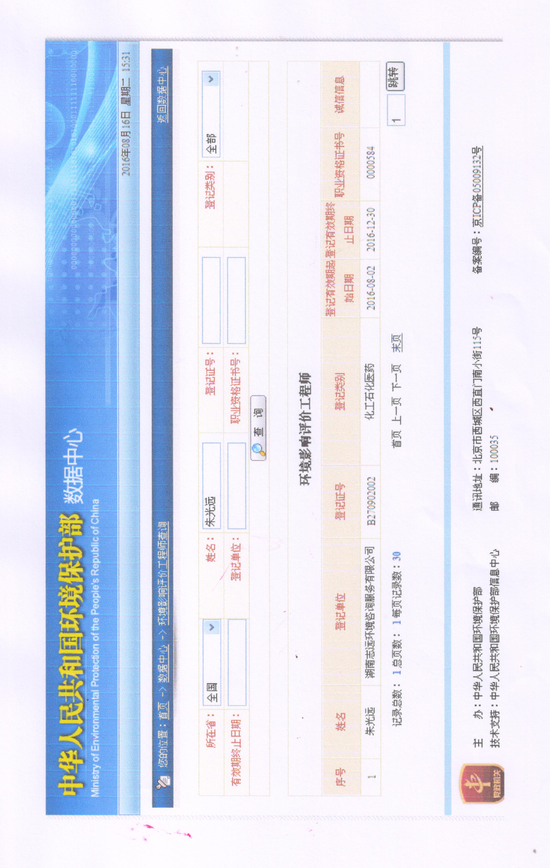 中华人民共和国环境保护部 数据中心
Ministry of Environmental Protection of the People's Republic of China
2016年08月16日 星期二 15:31
您的位置：首页 -> 数据中心 -> 环境影响评价工程师查询
返回数据中心
所在省： 全国 姓名： 朱光远 登记证号： 登记类别： 全部
有效期终止日期： 登记单位： 职业资格证书号：
查 询
环境影响评价工程师
序号 姓名 登记单位 登记证号 登记类别 登记有效期起始日期 登记有效期终止日期 职业资格证书号 诚信信息
1 朱光远 湖南志远环境咨询服务有限公司 B270902002 化工石化医药 2016-08-02 2016-12-30 0000584
记录总数： 1 总页数： 1 每页记录数： 30 首页 上一页 下一页 末页 1 跳转
主 办：中华人民共和国环境保护部 通讯地址：北京市西城区西直门南小街115号 备案编号：京ICP备05009132号
技术支持：中华人民共和国环境保护部信息中心 邮 编：100035
政府机关